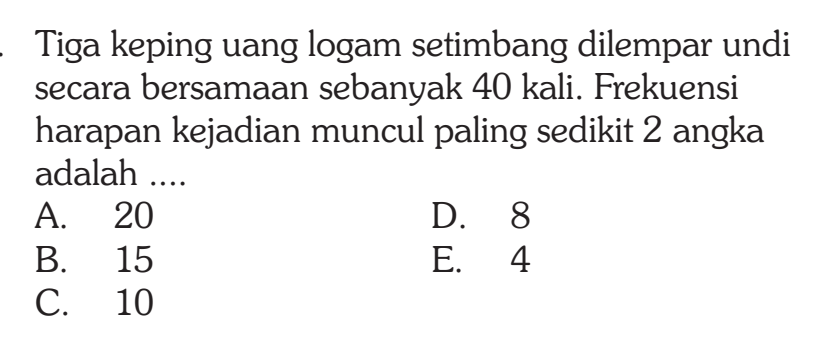 . Tiga keping uang logam setimbang dilempar undi
secara bersamaan sebanyak 40 kali. Frekuensi
harapan kejadian muncul paling sedikit 2 angka
adalah ....
A. 20 D. 8
B. 15 E. 4
C. 10